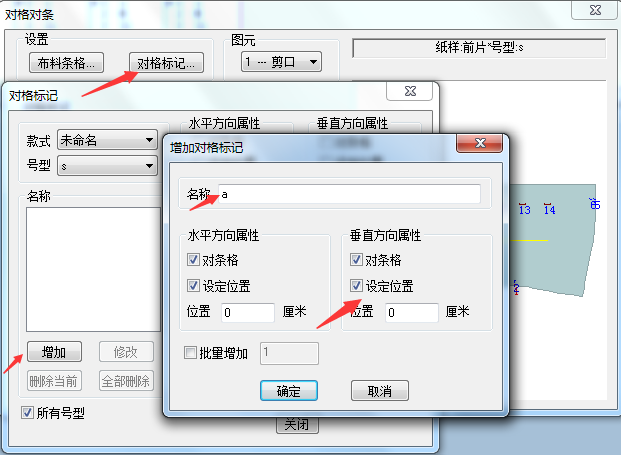 对格对条
设置
布料条格... 对格标记...
图元
1 --- 剪口
纸样:前片*号型:s
对格标记
款式 未命名
号型 s
水平方向属性
垂直方向属性
名称
增加 修改
删除当前 全部删除
所有号型
关闭
增加对格标记
名称 a
水平方向属性
对条格
设定位置
位置 0 厘米
垂直方向属性
对条格
设定位置
位置 0 厘米
批量增加 1
确定 取消
13 14